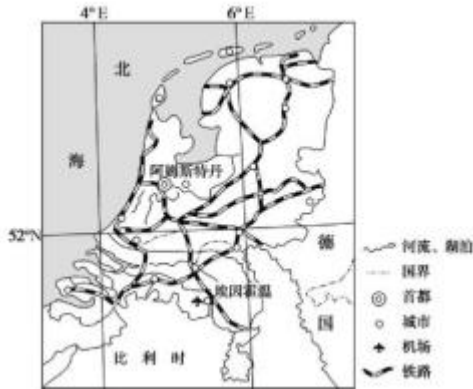 4°E 6°E
北
海
阿姆斯特丹
52°N
德
国
埃因霍温
比利时
河流、湖泊
国界
首都
城市
机场
铁路